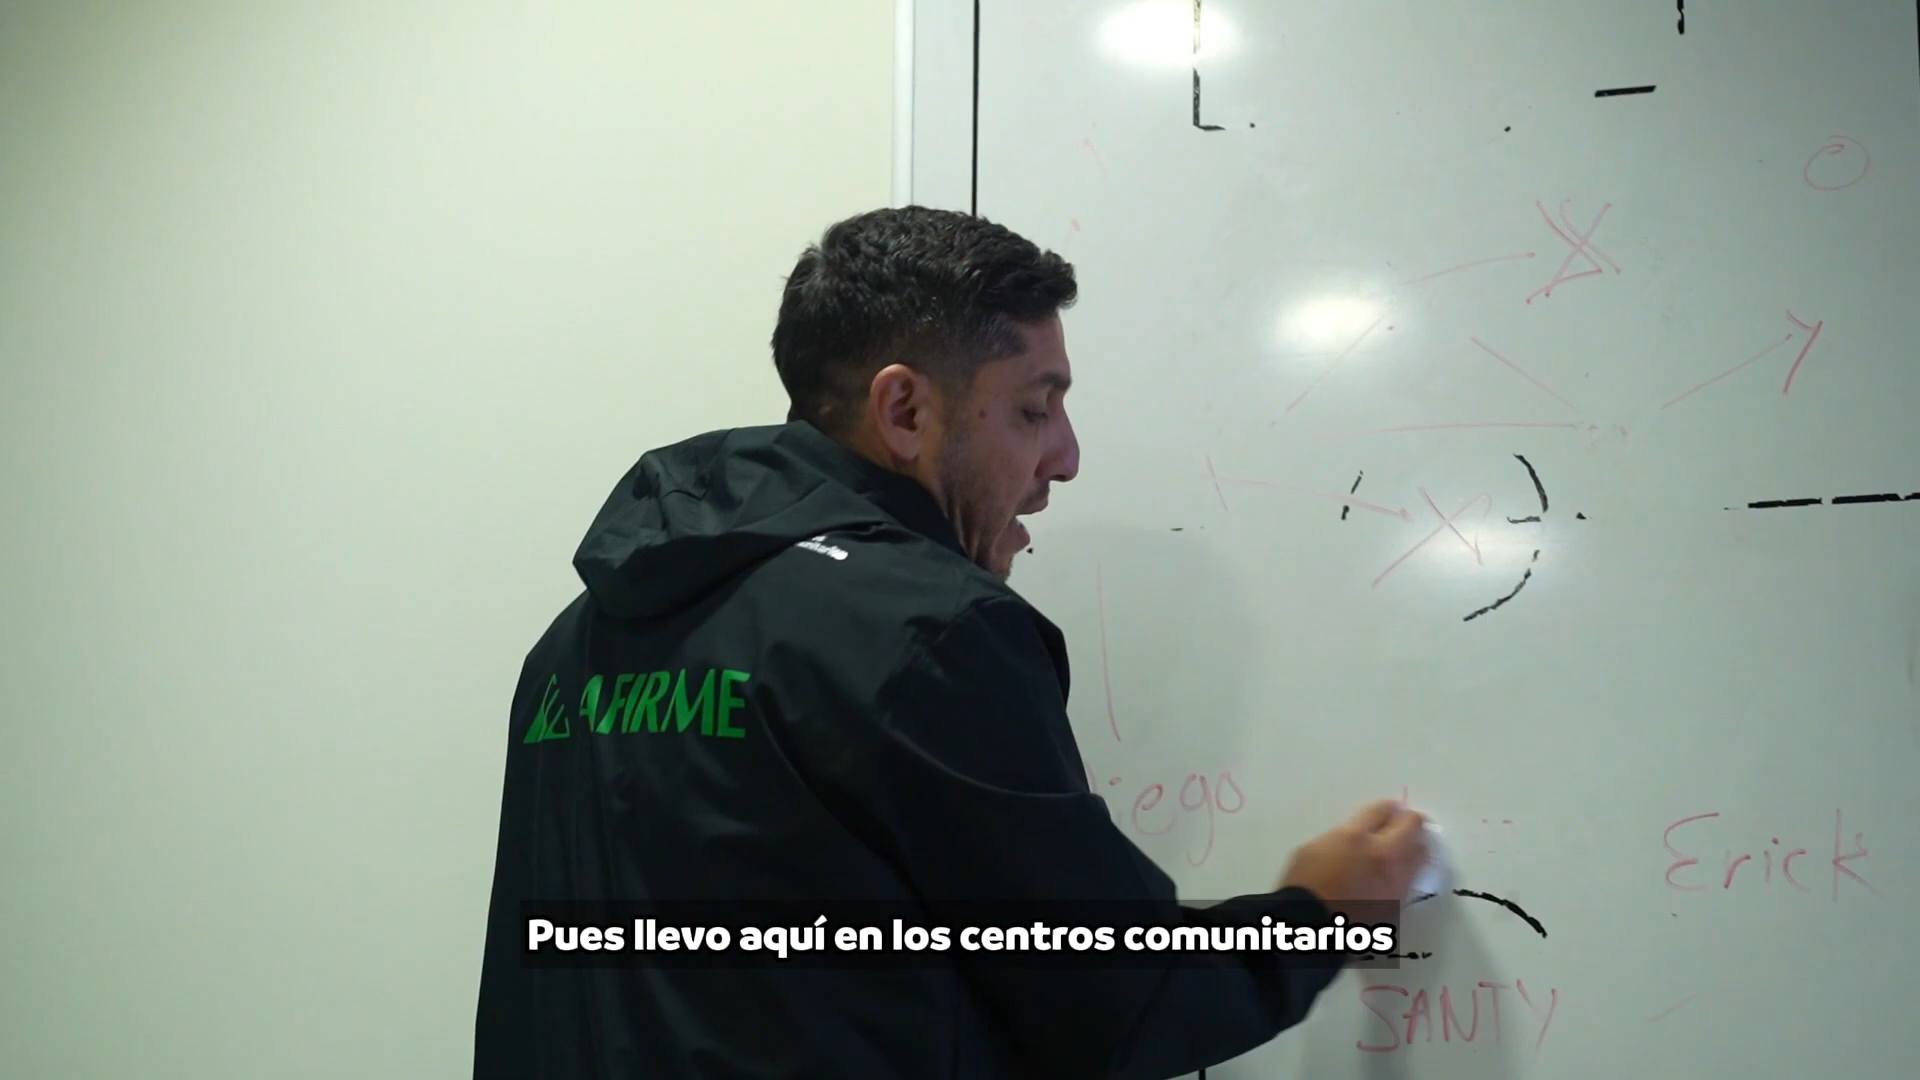 AFIRME
Diego
Erick
Pues llevo aquí en los centros comunitarios
SANTY